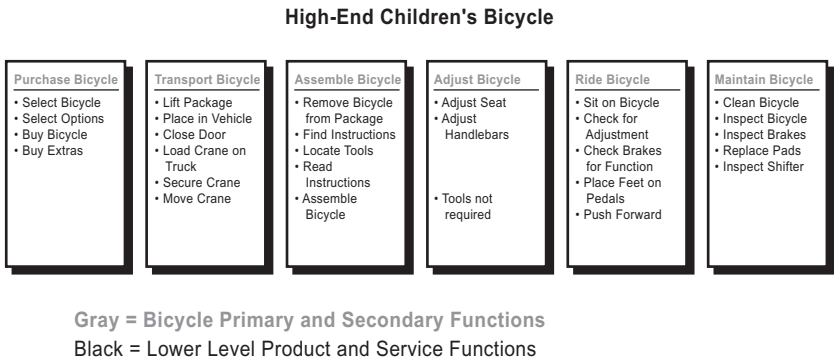 High-End Children's Bicycle
Purchase Bicycle
• Select Bicycle
• Select Options
• Buy Bicycle
• Buy Extras
Transport Bicycle
• Lift Package
• Place in Vehicle
• Close Door
• Load Crane on
Truck
• Secure Crane
• Move Crane
Assemble Bicycle
• Remove Bicycle
from Package
• Find Instructions
• Locate Tools
• Read
Instructions
• Assemble
Bicycle
Adjust Bicycle
• Adjust Seat
• Adjust
Handlebars
• Tools not
required
Ride Bicycle
• Sit on Bicycle
• Check for
Adjustment
• Check Brakes
for Function
• Place Feet on
Pedals
• Push Forward
Maintain Bicycle
• Clean Bicycle
• Inspect Bicycle
• Inspect Brakes
• Replace Pads
• Inspect Shifter
Gray = Bicycle Primary and Secondary Functions
Black = Lower Level Product and Service Functions